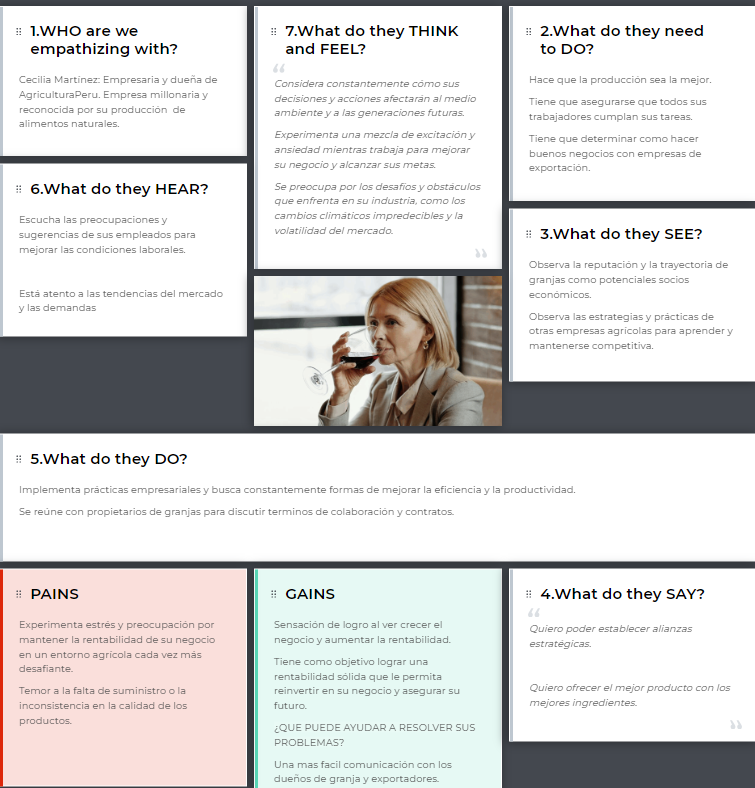 1.WHO are we
empathizing with?
Cecilia Martínez: Empresaria y dueña de
AgriculturaPeru. Empresa millonaria y
reconocida por su producción de
alimentos naturales.
7.What do they THINK
and FEEL?
“
Considera constantemente cómo sus
decisiones y acciones afectarán al medio
ambiente y a las generaciones futuras.
Experimenta una mezcla de excitación y
ansiedad mientras trabaja para mejorar
su negocio y alcanzar sus metas.
Se preocupa por los desafíos y obstáculos
que enfrenta en su industria, como los
cambios climáticos impredecibles y la
volatilidad del mercado.
”
2.What do they need
to DO?
Hace que la producción sea la mejor.
Tiene que asegurarse que todos sus
trabajadores cumplan sus tareas.
Tiene que determinar como hacer
buenos negocios con empresas de
exportación.
6.What do they HEAR?
Escucha las preocupaciones y
sugerencias de sus empleados para
mejorar las condiciones laborales.
Está atento a las tendencias del mercado
y las demandas
3.What do they SEE?
Observa la reputación y la trayectoria de
granjas como potenciales socios
económicos.
Observa las estrategias y prácticas de
otras empresas agrícolas para aprender y
mantenerse competitiva.
5.What do they DO?
Implementa prácticas empresariales y busca constantemente formas de mejorar la eficiencia y la productividad.
Se reúne con propietarios de granjas para discutir terminos de colaboración y contratos.
PAINS
Experimenta estrés y preocupación por
mantener la rentabilidad de su negocio
en un entorno agrícola cada vez más
desafiante.
Temor a la falta de suministro o la
inconsistencia en la calidad de los
productos.
GAINS
Sensación de logro al ver crecer el
negocio y aumentar la rentabilidad.
Tiene como objetivo lograr una
rentabilidad sólida que le permita
reinvertir en su negocio y asegurar su
futuro.
¿QUE PUEDE AYUDAR A RESOLVER SUS
PROBLEMAS?
Una mas facil comunicación con los
dueños de granja y exportadores.
4.What do they SAY?
“
Quiero poder establecer alianzas
estratégicas.
Quiero ofrecer el mejor producto con los
mejores ingredientes.
”